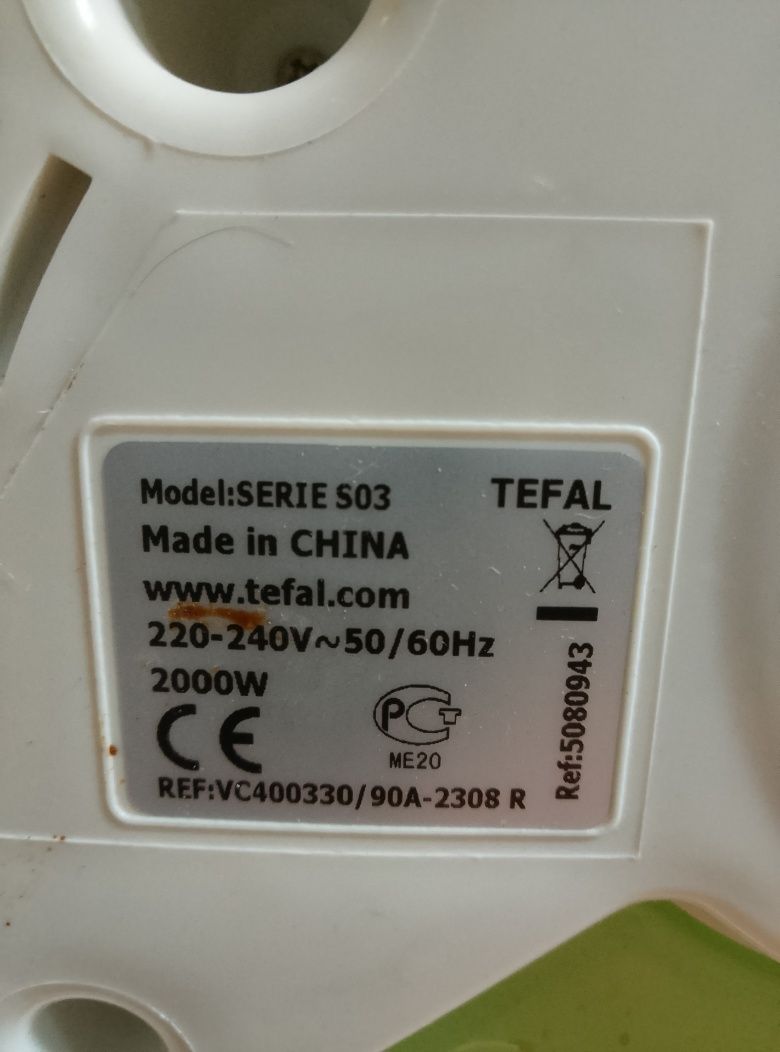 Model:SERIE S03
TEFAL
Made in CHINA
www.tefal.com
220-240V~50/60Hz
2000W
CE
PCT
ME20
REF:VC400330/90A-2308 R
Ref:5080943